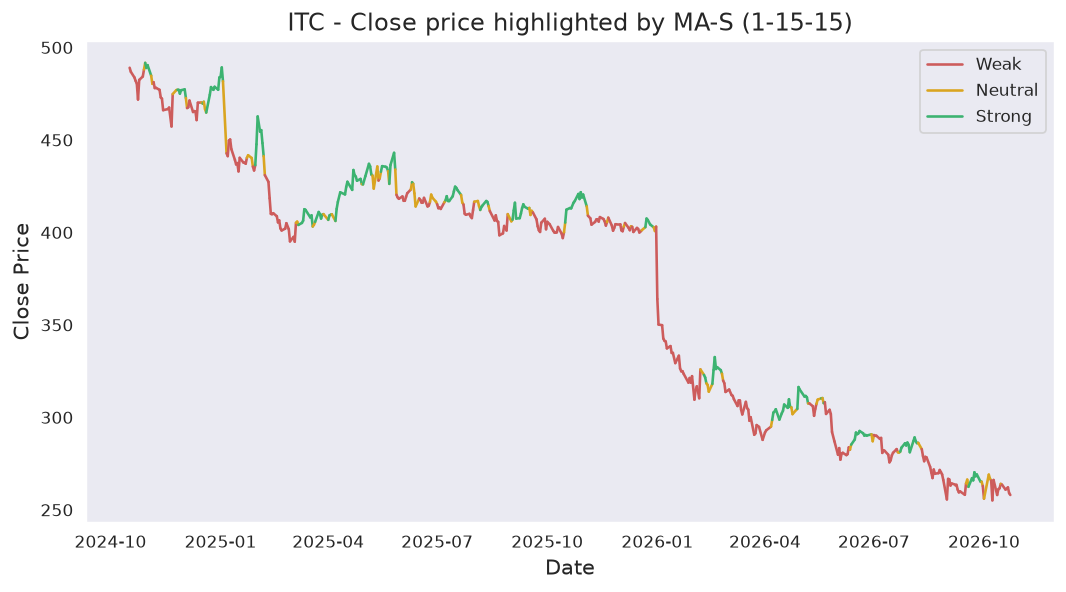 ITC - Close price highlighted by MA-S (1-15-15)
500
450
400
350
300
250
Close Price
Weak
Neutral
Strong
2024-10 2025-01 2025-04 2025-07 2025-10 2026-01 2026-04 2026-07 2026-10
Date